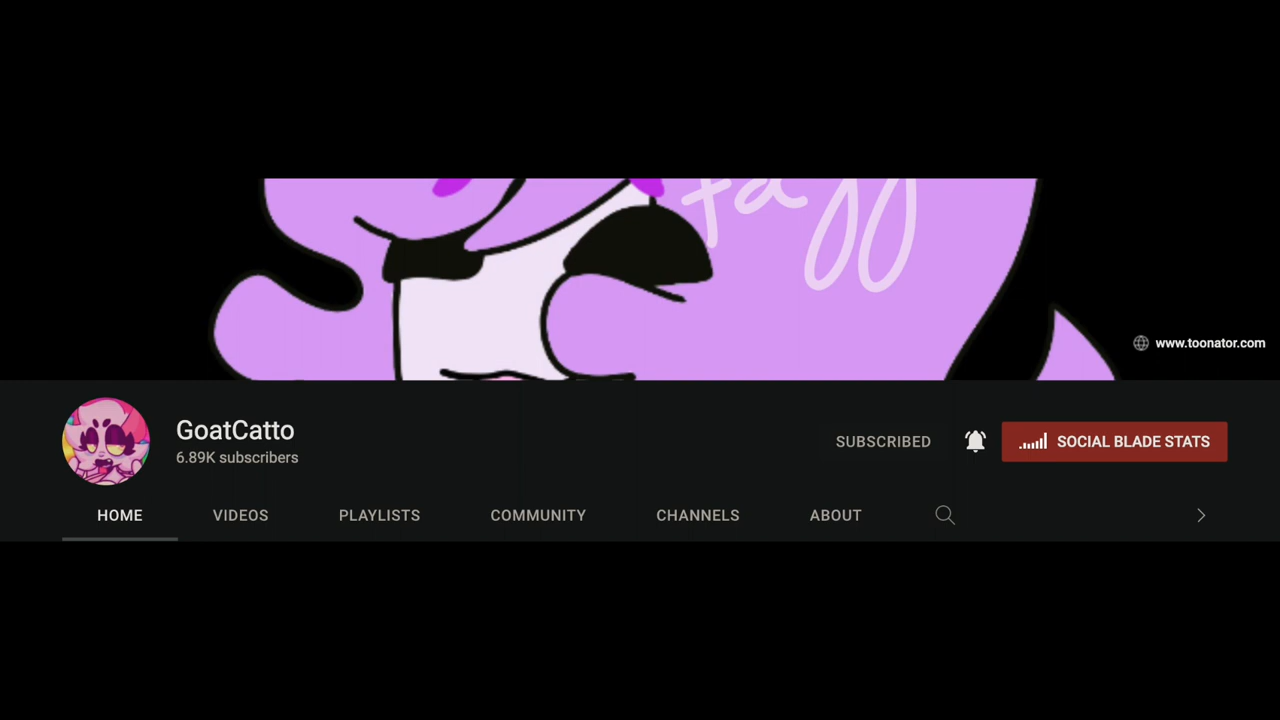 www.toonator.com
GoatCatto
6.89K subscribers
SUBSCRIBED
SOCIAL BLADE STATS
HOME
VIDEOS
PLAYLISTS
COMMUNITY
CHANNELS
ABOUT